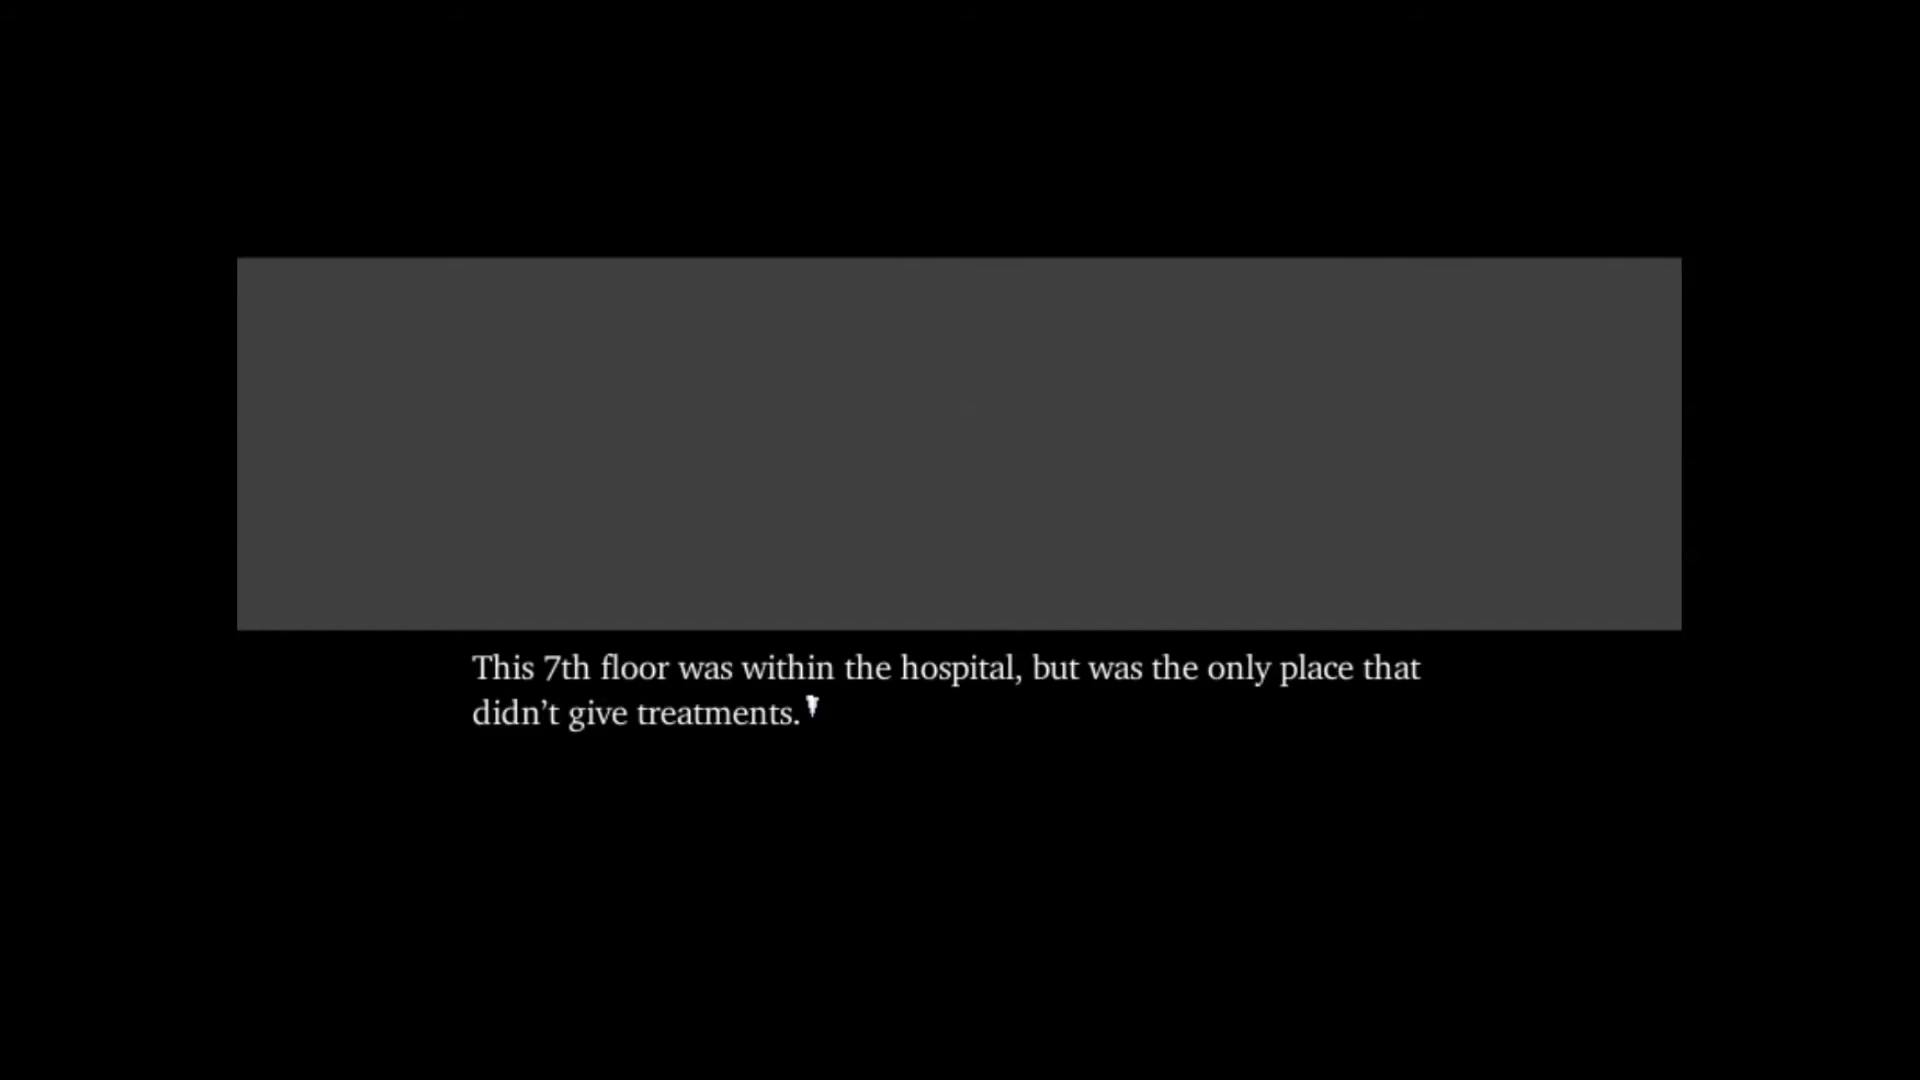 This 7th floor was within the hospital, but was the only place that
didn’t give treatments.